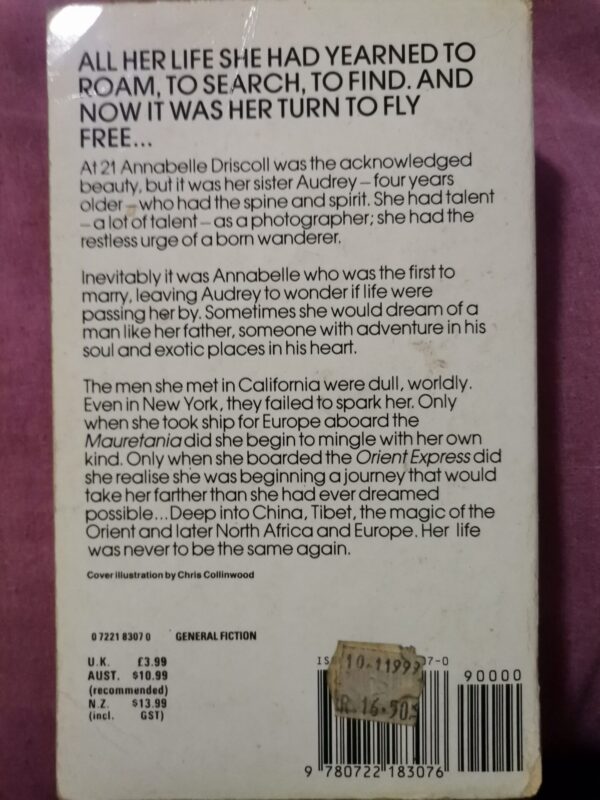 ALL HER LIFE SHE HAD YEARNED TO
ROAM, TO SEARCH, TO FIND. AND
NOW IT WAS HER TURN TO FLY
FREE...
At 21 Annabelle Driscoll was the acknowledged
beauty, but it was her sister Audrey – four years
older – who had the spine and spirit. She had talent
– a lot of talent – as a photographer; she had the
restless urge of a born wanderer.
Inevitably it was Annabelle who was the first to
marry, leaving Audrey to wonder if life were
passing her by. Sometimes she would dream of a
man like her father, someone with adventure in his
soul and exotic places in his heart.
The men she met in California were dull, worldly.
Even in New York, they failed to spark her. Only
when she took ship for Europe aboard the
Mauretania did she begin to mingle with her own
kind. Only when she boarded the Orient Express did
she realise she was beginning a journey that would
take her farther than she had ever dreamed
possible...Deep into China, Tibet, the magic of the
Orient and later North Africa and Europe. Her life
was never to be the same again.
Cover illustration by Chris Collinwood
0 7221 8307 0 GENERAL FICTION
U.K. £3.99
AUST. $10.99
(recommended)
N.Z. $13.99
(incl. GST)
IS 07-0
10.11999
R.16.50
90000
9 780722 183076